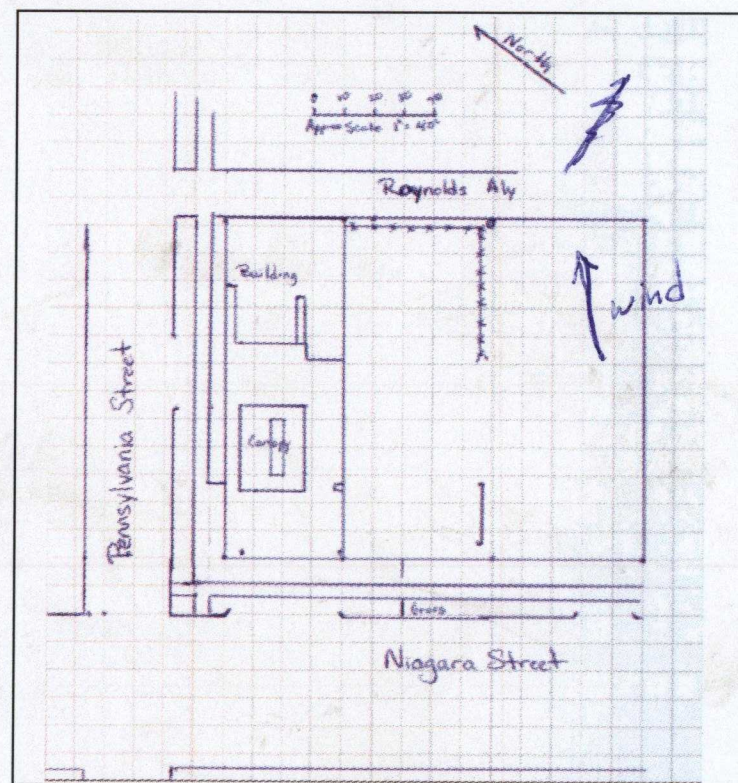 North
0 10 20 30 40
Approx Scale 1"=40'
Reynolds Aly
Building
wind
Pennsylvania Street
Canopy
Grass
Niagara Street